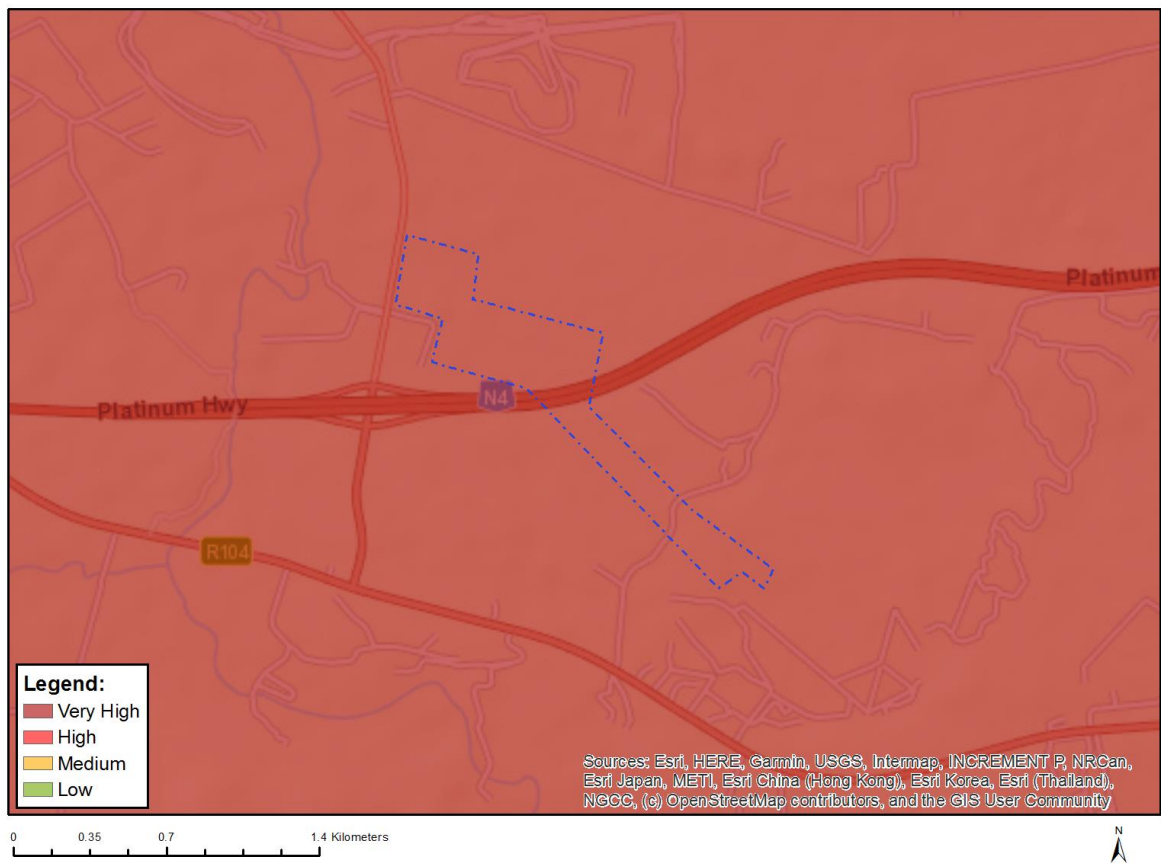 Platinum
N4
Platinum Hwy
R104
Legend:
Very High
High
Medium
Low
Sources: Esri, HERE, Garmin, USGS, Intermap, INCREMENT P, NRCan,
Esri Japan, METI, Esri China (Hong Kong), Esri Korea, Esri (Thailand),
NGCC, (c) OpenStreetMap contributors, and the GIS User Community
0 0.35 0.7 1.4 Kilometers
N